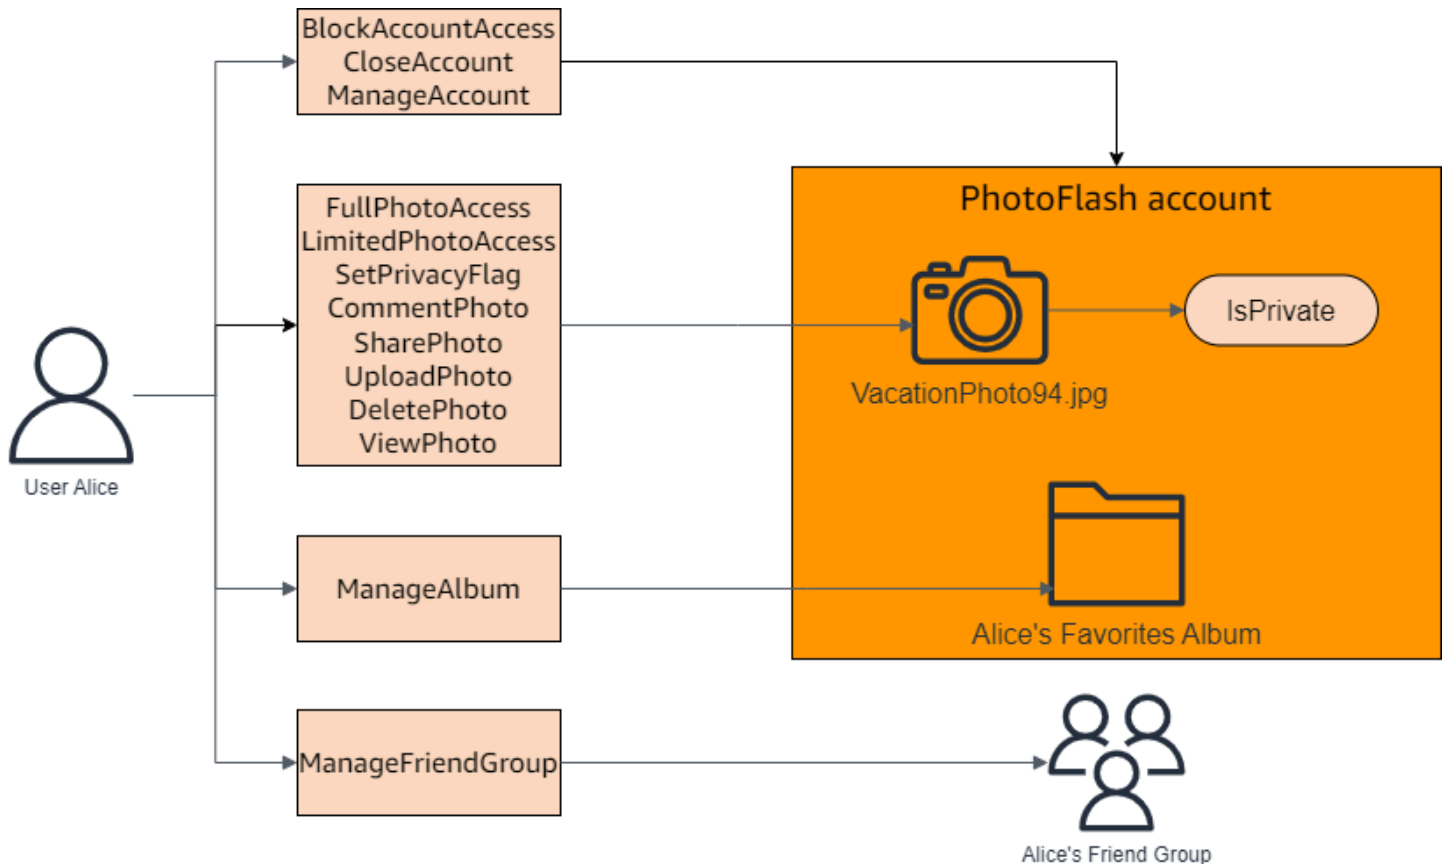 BlockAccountAccess
CloseAccount
ManageAccount
PhotoFlash account
FullPhotoAccess
LimitedPhotoAccess
SetPrivacyFlag
CommentPhoto
SharePhoto
UploadPhoto
DeletePhoto
ViewPhoto
IsPrivate
VacationPhoto94.jpg
User Alice
ManageAlbum
Alice's Favorites Album
ManageFriendGroup
Alice's Friend Group